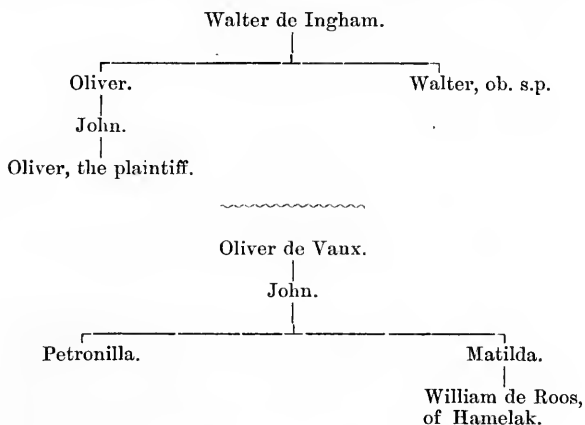 Walter de Ingham.
Oliver. Walter, ob. s.p.
John.
Oliver, the plaintiff.
Oliver de Vaux.
John.
Petronilla. Matilda.
William de Roos,
of Hamelak.